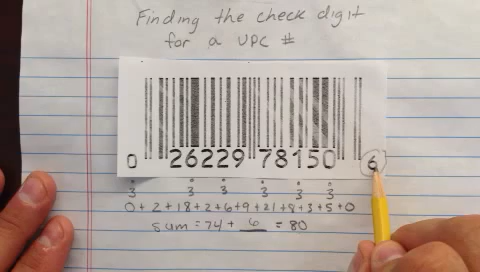 Finding the check digit
for a UPC #
0 26229 78150 6
3 3 3 3 3 3
0+2+18+2+6+9+21+8+3+5+0
sum = 74 + 6 = 80